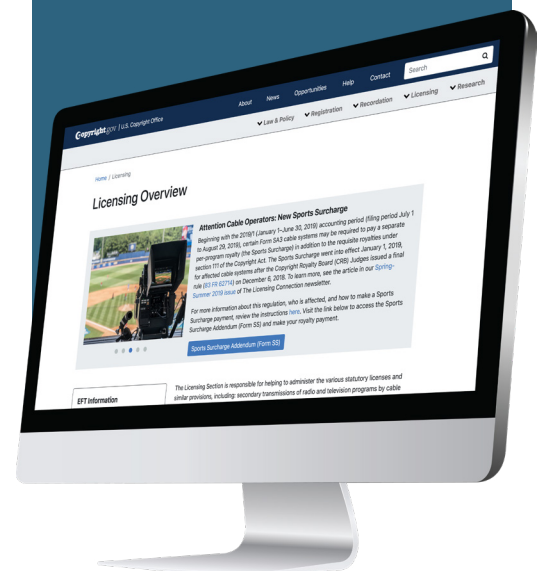 Copyright.gov | U.S. Copyright Office
About News Opportunities Help Contact Search
Law & Policy Registration Recordation Licensing Research
Home / Licensing
Licensing Overview
Attention Cable Operators: New Sports Surcharge
Beginning with the 2019/1 (January 1–June 30, 2019) accounting period (filing period July 1
to August 29, 2019), certain Form SA3 cable systems may be required to pay a separate
per-program royalty (the Sports Surcharge) in addition to the requisite royalties under
section 111 of the Copyright Act. The Sports Surcharge went into effect January 1, 2019,
for affected cable systems after the Copyright Royalty Board (CRB) Judges issued a final
rule (83 FR 62714) on December 6, 2018. To learn more, see the article in our Spring-
Summer 2019 issue of The Licensing Connection newsletter.
For more information about this regulation, who is affected, and how to make a Sports
Surcharge payment, review the instructions here. Visit the link below to access the Sports
Surcharge Addendum (Form SS) and make your royalty payment.
Sports Surcharge Addendum (Form SS)
EFT Information
The Licensing Section is responsible for helping to administer the various statutory licenses and
similar provisions, including: secondary transmissions of radio and television programs by cable